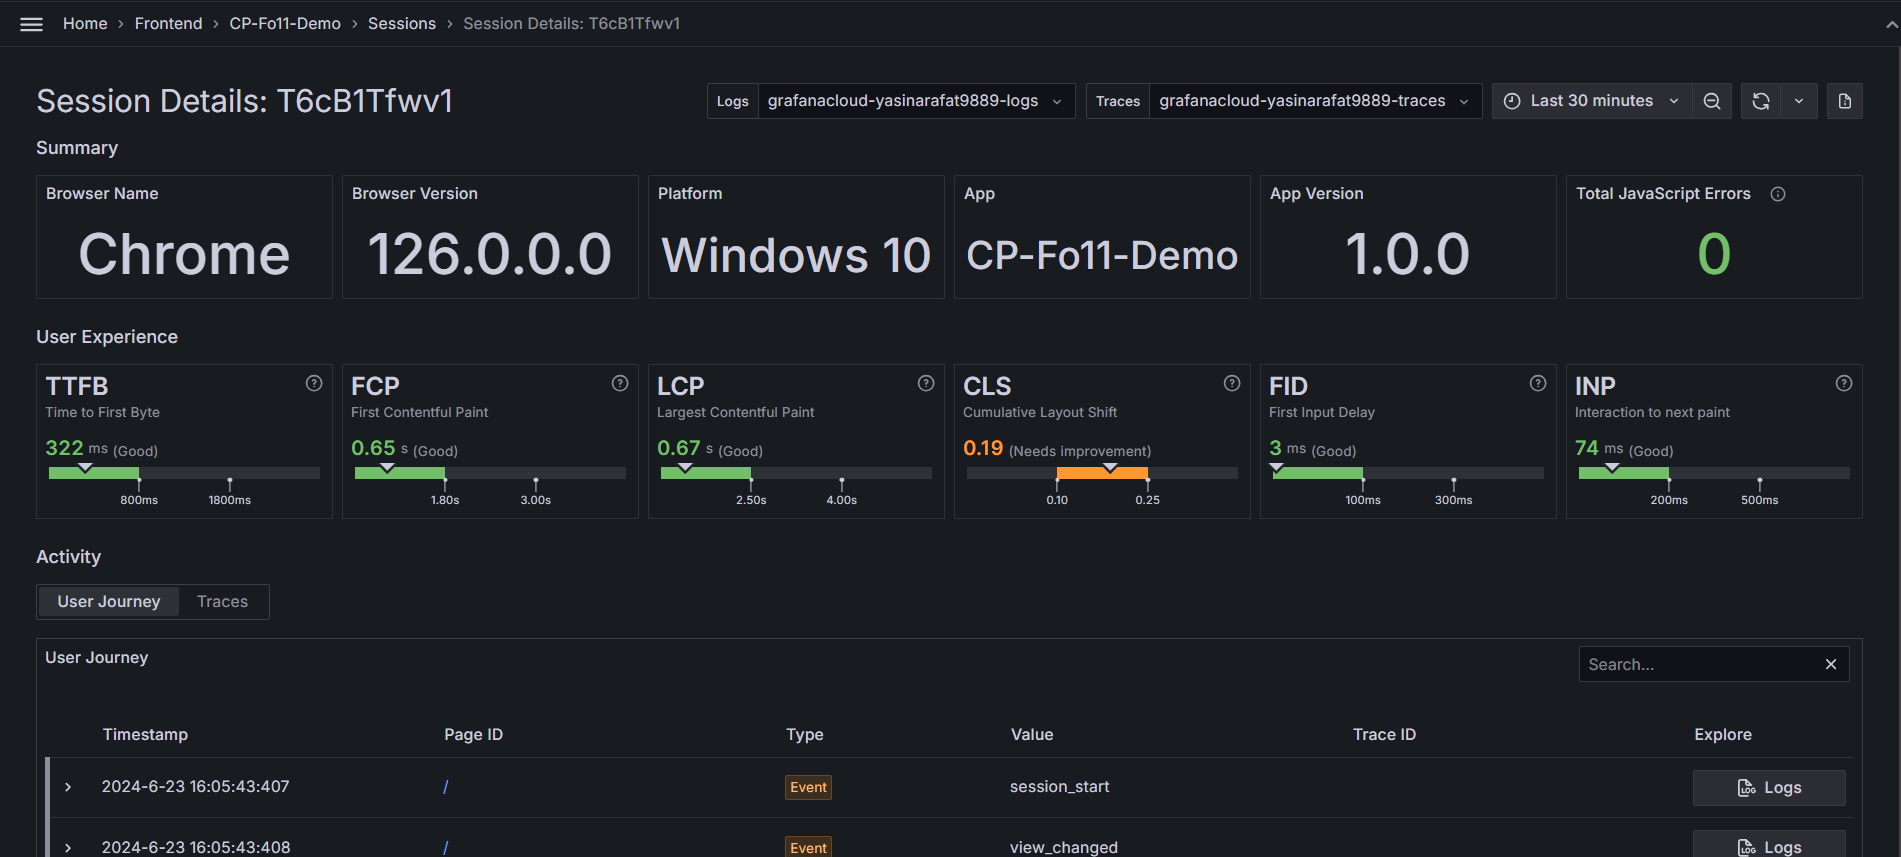 Home › Frontend › CP-Fo11-Demo › Sessions › Session Details: T6cB1Tfwv1
Session Details: T6cB1Tfwv1
Logs grafanacloud-yasinarafat9889-logs Traces grafanacloud-yasinarafat9889-traces Last 30 minutes
Summary
Browser Name
Chrome
Browser Version
126.0.0.0
Platform
Windows 10
App
CP-Fo11-Demo
App Version
1.0.0
Total JavaScript Errors
0
User Experience
TTFB
Time to First Byte
322 ms (Good)
800ms 1800ms
FCP
First Contentful Paint
0.65 s (Good)
1.80s 3.00s
LCP
Largest Contentful Paint
0.67 s (Good)
2.50s 4.00s
CLS
Cumulative Layout Shift
0.19 (Needs improvement)
0.10 0.25
FID
First Input Delay
3 ms (Good)
100ms 300ms
INP
Interaction to next paint
74 ms (Good)
200ms 500ms
Activity
User Journey Traces
User Journey
Search...
Timestamp Page ID Type Value Trace ID Explore
2024-6-23 16:05:43:407 / Event session_start Logs
2024-6-23 16:05:43:408 / Event view_changed Logs